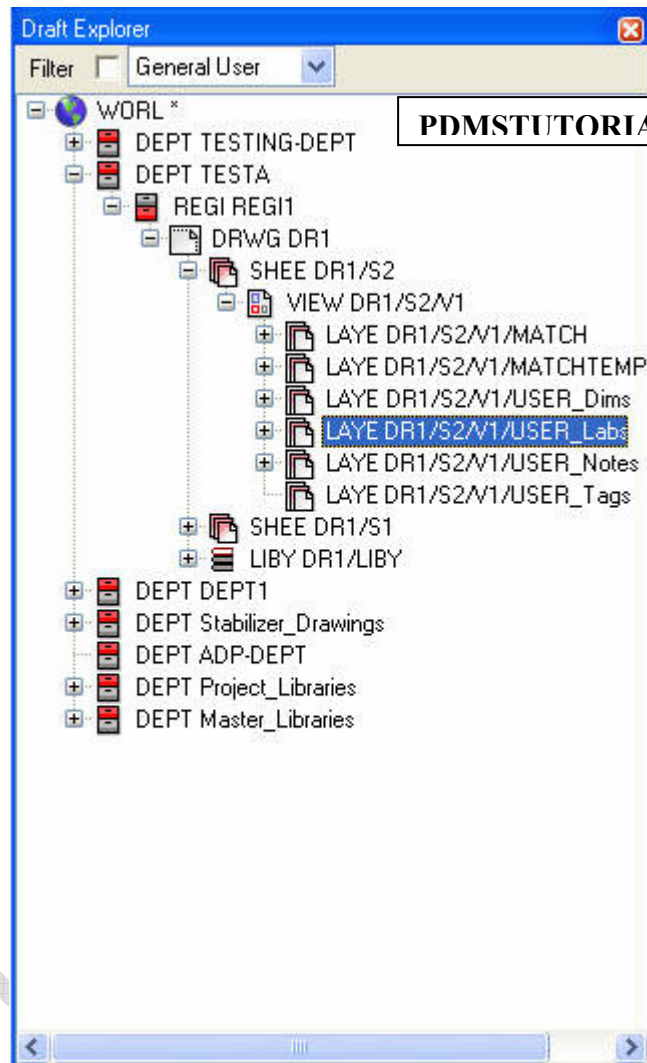 Draft Explorer
Filter General User
WORL *
PDMSTUTORIA
DEPT TESTING-DEPT
DEPT TESTA
REGI REGI1
DRWG DR1
SHEE DR1/S2
VIEW DR1/S2/V1
LAYE DR1/S2/V1/MATCH
LAYE DR1/S2/V1/MATCHTEMP
LAYE DR1/S2/V1/USER_Dims
LAYE DR1/S2/V1/USER_Labs
LAYE DR1/S2/V1/USER_Notes
LAYE DR1/S2/V1/USER_Tags
SHEE DR1/S1
LIBY DR1/LIBY
DEPT DEPT1
DEPT Stabilizer_Drawings
DEPT ADP-DEPT
DEPT Project_Libraries
DEPT Master_Libraries